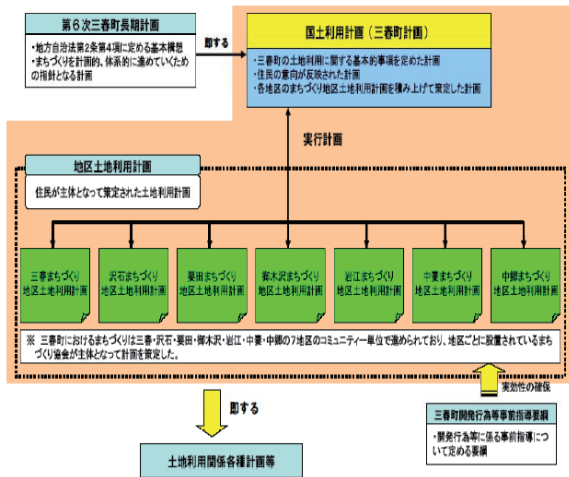 第６次三春町長期計画
・地方自治法第2条第4項に定める基本構想
・まちづくりを計画的、体系的に進めていくため
の指針となる計画
即する
国土利用計画（三春町計画）
・三春町の土地利用に関する基本的事項を定めた計画
・住民の意向が反映された計画
・各地区のまちづくり地区土地利用計画を積み上げて策定した計画
実行計画
地区土地利用計画
住民が主体となって策定された土地利用計画
三春まちづくり
地区土地利用計画
沢石まちづくり
地区土地利用計画
要田まちづくり
地区土地利用計画
御木沢まちづくり
地区土地利用計画
岩江まちづくり
地区土地利用計画
中妻まちづくり
地区土地利用計画
中郷まちづくり
地区土地利用計画
※ 三春町におけるまちづくりは三春・沢石・要田・御木沢・岩江・中妻・中郷の７地区のコミュニティー単位で進められており、地区ごとに設置されているまち
づくり協会が主体となって計画を策定した。
即する
実効性の確保
三春町開発行為等事前指導要綱
・開発行為等に係る事前指導につ
いて定める要綱
土地利用関係各種計画等